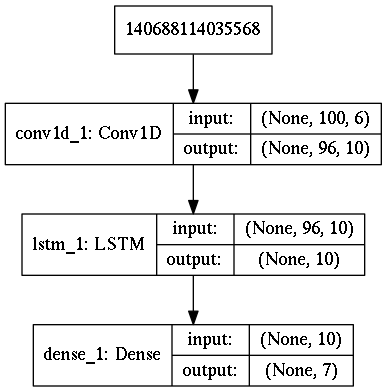 140688114035568
conv1d_1: Conv1D
input: (None, 100, 6)
output: (None, 96, 10)
lstm_1: LSTM
input: (None, 96, 10)
output: (None, 10)
dense_1: Dense
input: (None, 10)
output: (None, 7)